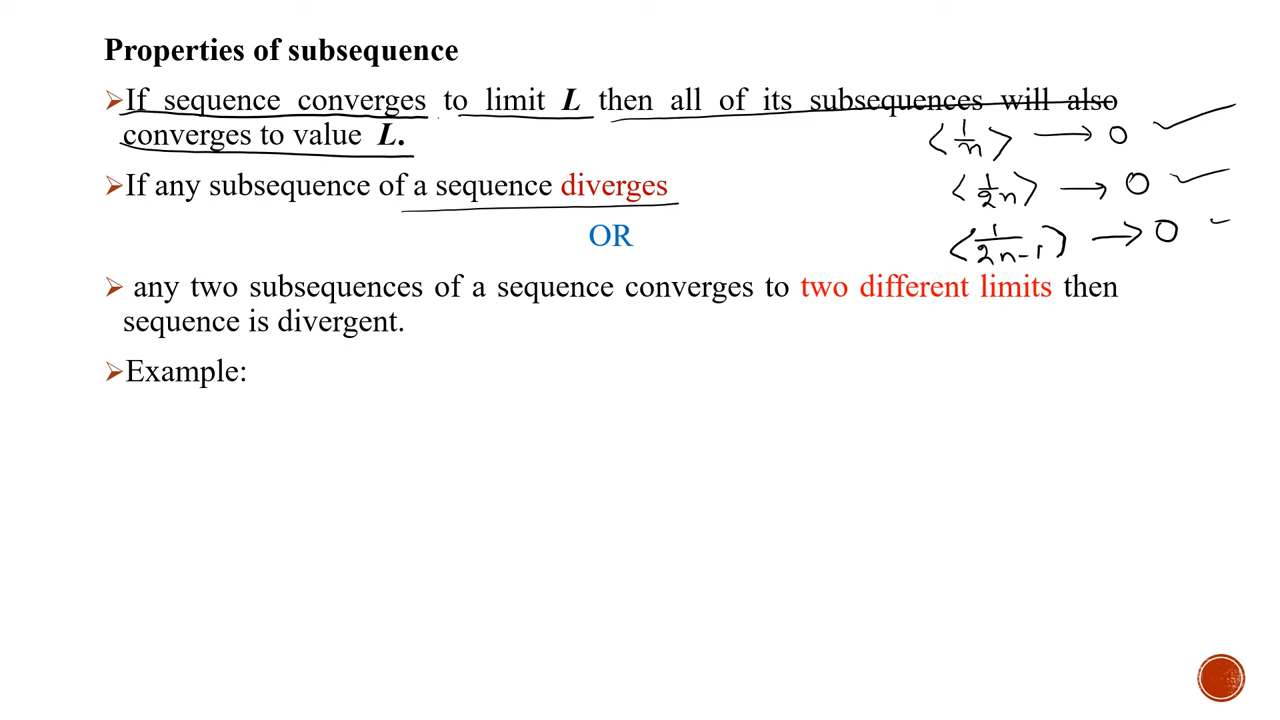 Properties of subsequence
➢If sequence converges to limit L then all of its subsequences will also
converges to value L.
⟨1/n⟩ → 0 ✓
➢If any subsequence of a sequence diverges
⟨1/2n⟩ → 0 ✓
OR
⟨1/2n-1⟩ → 0
➢ any two subsequences of a sequence converges to two different limits then
sequence is divergent.
➢Example: